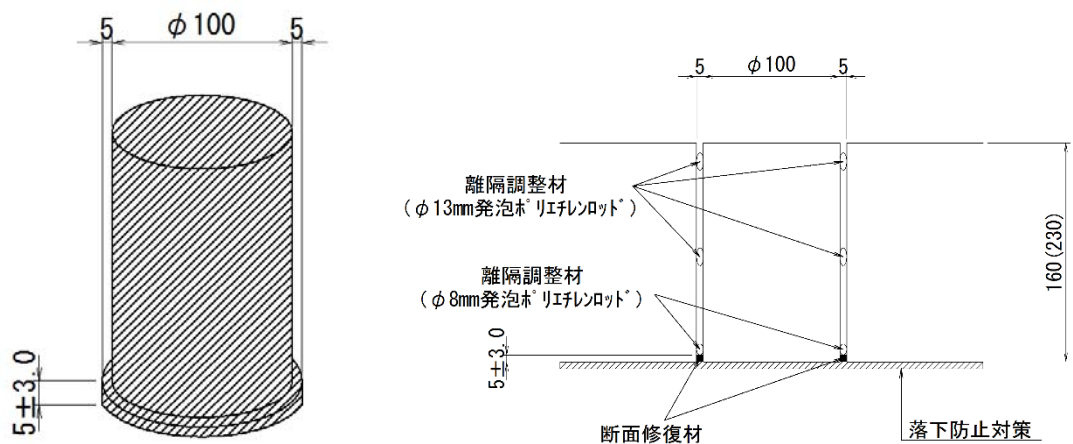 5 φ100 5
5±3.0
5 φ100 5
離隔調整材
(φ13mm発泡ﾎﾟﾘｴﾁﾚﾝﾛｯﾄﾞ)
離隔調整材
(φ8mm発泡ﾎﾟﾘｴﾁﾚﾝﾛｯﾄﾞ)
160(230)
5±3.0
断面修復材
落下防止対策